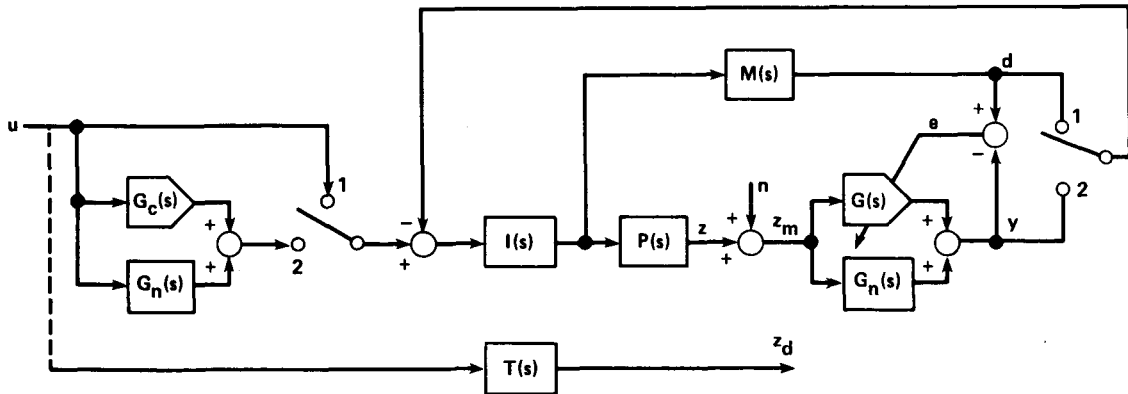 M(s)
d
+
1
e
−
u
1
G_c(s)
+
−
n
G(s)
2
+
2
+
I(s)
P(s)
z
+
+
z_m
+
y
G_n(s)
+
G_n(s)
+
T(s)
z_d